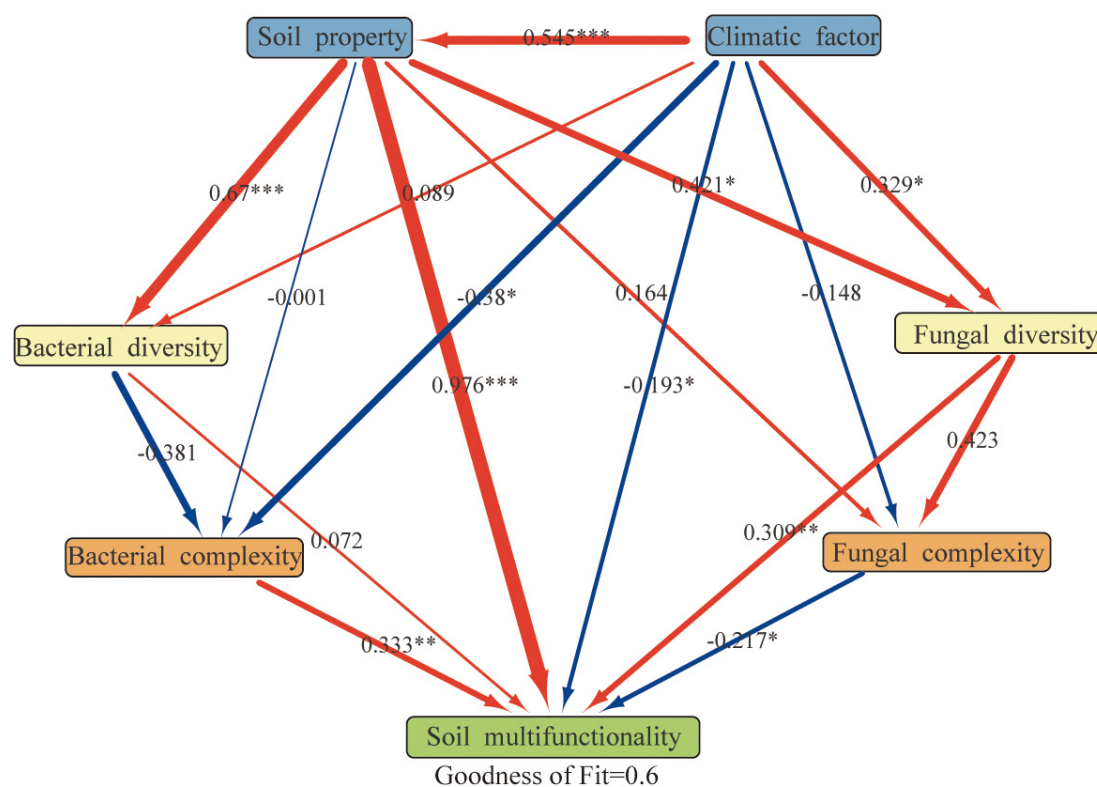 Soil property
0.545***
Climatic factor
0.67***
0.089
0.421*
0.329*
-0.001
-0.38*
0.164
-0.148
Bacterial diversity
Fungal diversity
0.976***
-0.193*
-0.381
0.423
0.072
0.309**
Bacterial complexity
Fungal complexity
0.333**
-0.217*
Soil multifunctionality
Goodness of Fit=0.6